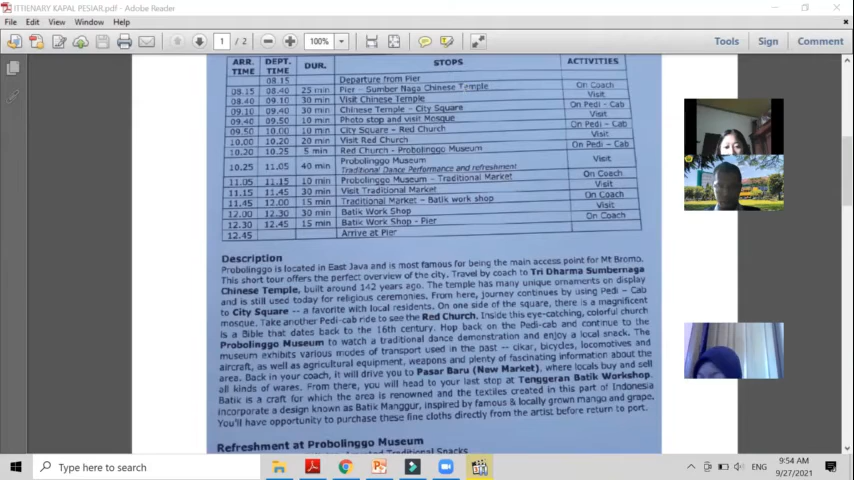 ITTIENARY KAPAL PESIAR.pdf - Adobe Reader
File Edit View Window Help
1 / 2 100% Tools Sign Comment
ARR. TIME DEPT. TIME DUR. STOPS ACTIVITIES
08.15 Departure from Pier
08.15 08.40 25 min Pier – Sumber Naga Chinese Temple On Coach
08.40 09.10 30 min Visit Chinese Temple Visit
09.10 09.40 30 min Chinese Temple – City Square On Pedi – Cab
09.40 09.50 10 min Photo stop and visit Mosque Visit
09.50 10.00 10 min City Square – Red Church On Pedi – Cab
10.00 10.20 20 min Visit Red Church Visit
10.20 10.25 5 min Red Church - Probolinggo Museum On Pedi – Cab
10.25 11.05 40 min Probolinggo Museum Visit
Traditional Dance Performance and refreshment
11.05 11.15 10 min Probolinggo Museum – Traditional Market On Coach
11.15 11.45 30 min Visit Traditional Market Visit
11.45 12.00 15 min Traditional Market – Batik work shop On Coach
12.00 12.30 30 min Batik Work Shop Visit
12.30 12.45 15 min Batik Work Shop - Pier On Coach
12.45 Arrive at Pier
Description
Probolinggo is located in East Java and is most famous for being the main access point for Mt Bromo.
This short tour offers the perfect overview of the city. Travel by coach to Tri Dharma Sumbernaga
Chinese Temple, built around 142 years ago. The temple has many unique ornaments on display
and is still used today for religious ceremonies. From here, journey continues by using Pedi – Cab
to City Square -- a favorite with local residents. On one side of the square, there is a magnificent
mosque. Take another Pedi-cab ride to see the Red Church. Inside this eye-catching, colorful church
is a Bible that dates back to the 16th century. Hop back on the Pedi-cab and continue to the
Probolinggo Museum to watch a traditional dance demonstration and enjoy a local snack. The
museum exhibits various modes of transport used in the past -- cikar, bicycles, locomotives and
aircraft, as well as agricultural equipment, weapons and plenty of fascinating information about the
area. Back in your coach, it will drive you to Pasar Baru (New Market), where locals buy and sell
all kinds of wares. From there, you will head to your last stop at Tenggeran Batik Workshop.
Batik is a craft for which the area is renowned and the textiles created in this part of Indonesia
incorporate a design known as Batik Manggur, inspired by famous & locally grown mango and grape.
You'll have opportunity to purchase these fine cloths directly from the artist before return to port.
Refreshment at Probolinggo Museum
Traditional Snacks
Type here to search
ENG
9:54 AM
9/27/2021